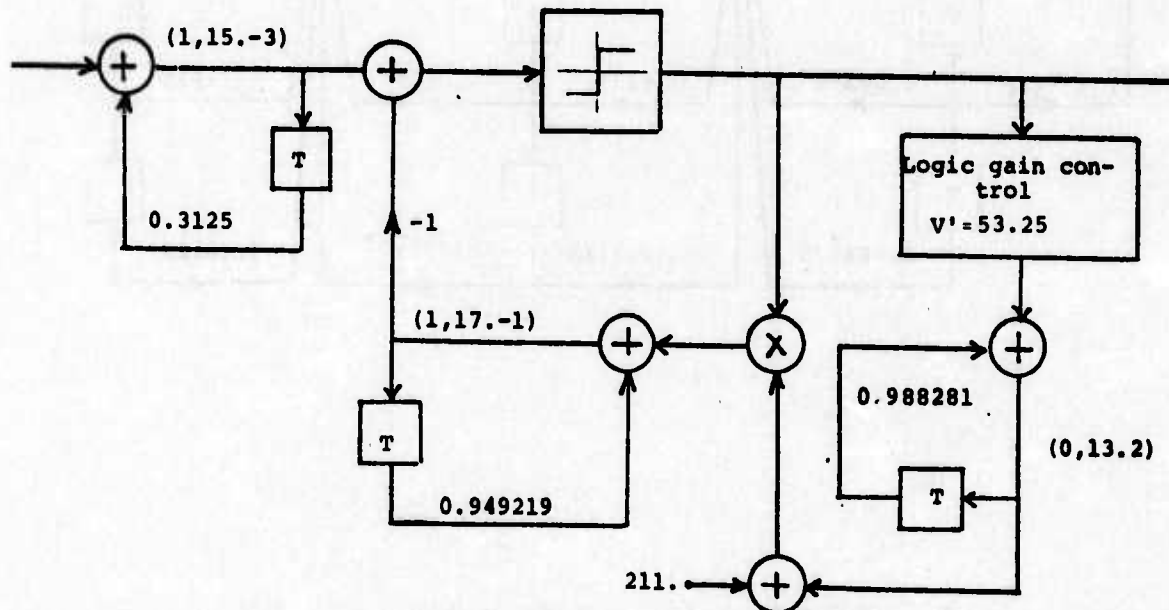 (1,15.-3)
T
0.3125
-1
Logic gain con-
trol
V'=53.25
(1,17.-1)
X
0.988281
T
(0,13.2)
T
0.949219
211.